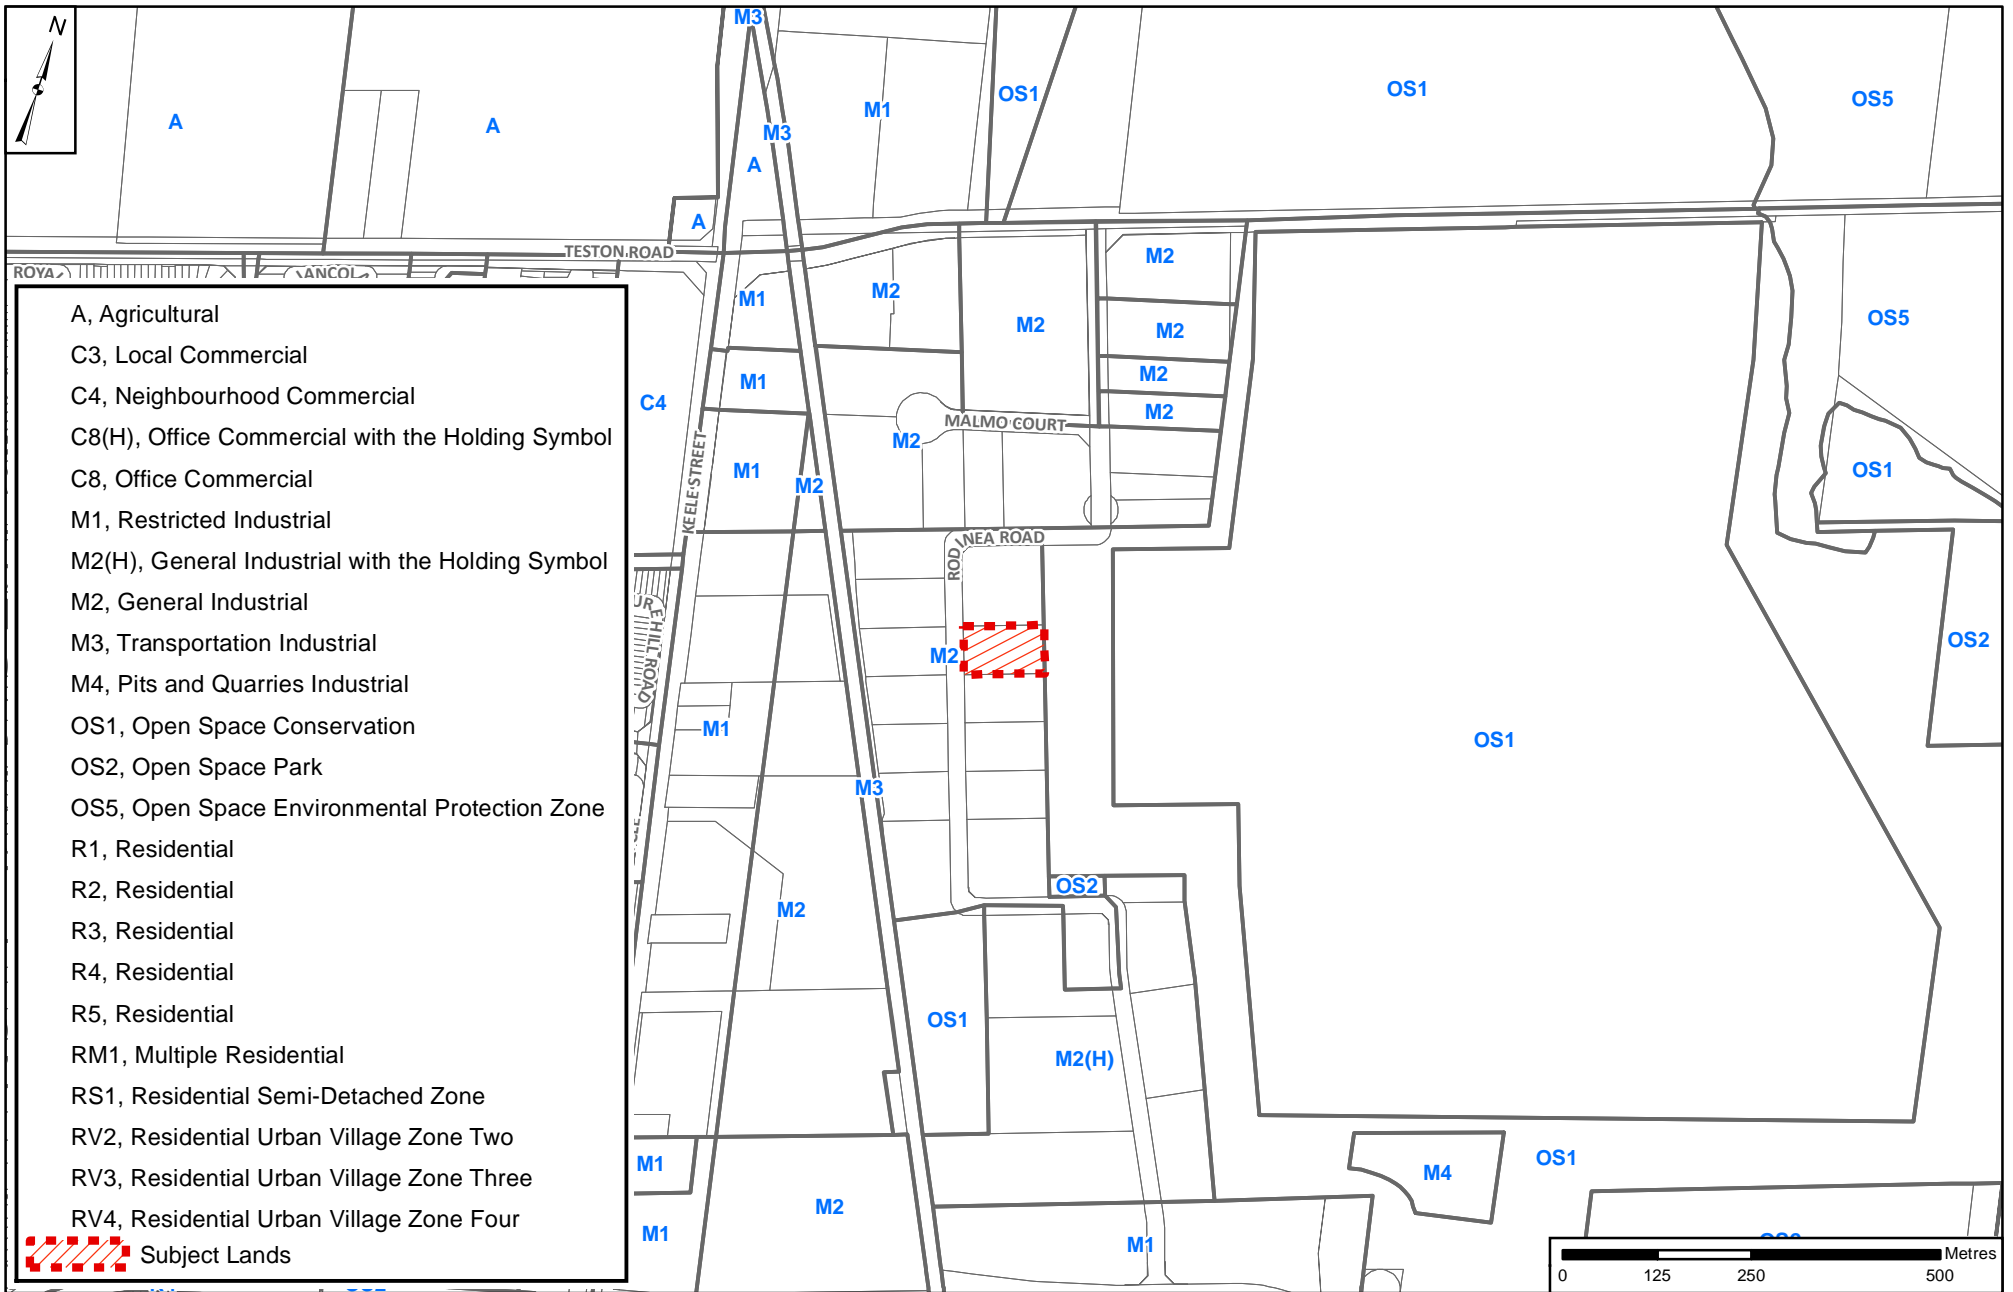 N
M3
A
A
M1
OS1
OS1
OS5
M3
A
A
TESTON ROAD
ROYA
ANCOL
M1
M2
M2
M2
M2
M2
M2
OS5
C4
M1
M1
M2
M2
MALMO COURT
KEELE STREET
RODINEA ROAD
OS1
OS2
HILL ROAD
M2
M1
M3
OS1
M2
OS2
OS1
M2(H)
M1
M2
M1
M4
OS1
M1
A, Agricultural
C3, Local Commercial
C4, Neighbourhood Commercial
C8(H), Office Commercial with the Holding Symbol
C8, Office Commercial
M1, Restricted Industrial
M2(H), General Industrial with the Holding Symbol
M2, General Industrial
M3, Transportation Industrial
M4, Pits and Quarries Industrial
OS1, Open Space Conservation
OS2, Open Space Park
OS5, Open Space Environmental Protection Zone
R1, Residential
R2, Residential
R3, Residential
R4, Residential
R5, Residential
RM1, Multiple Residential
RS1, Residential Semi-Detached Zone
RV2, Residential Urban Village Zone Two
RV3, Residential Urban Village Zone Three
RV4, Residential Urban Village Zone Four
Subject Lands
Metres
0 125 250 500